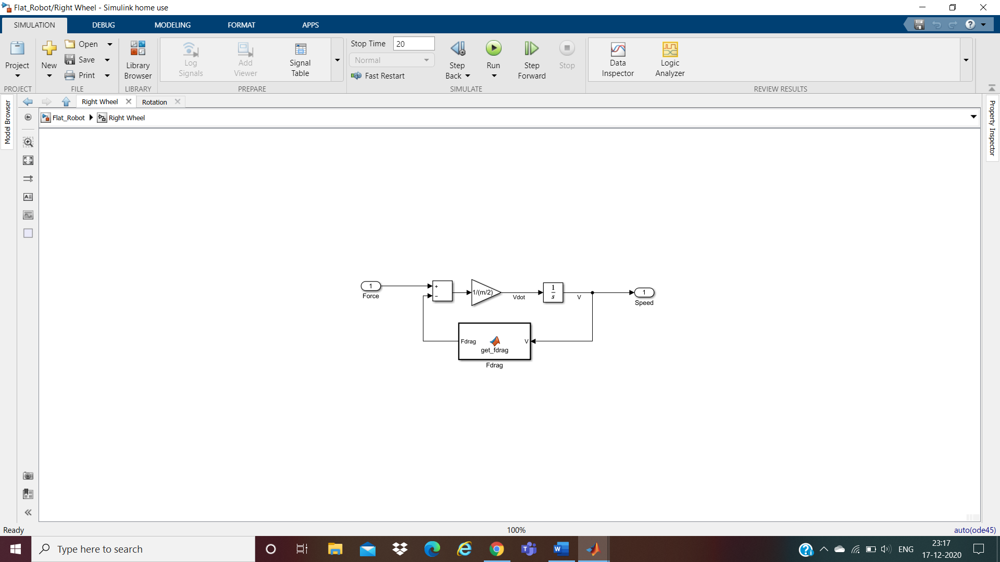 Flat_Robot/Right Wheel - Simulink home use
SIMULATION DEBUG MODELING FORMAT APPS
Project
New
Open
Save
Print
Library
Browser
Log
Signals
Add
Viewer
Signal
Table
Stop Time 20
Normal
Fast Restart
Step
Back
Run
Step
Forward
Stop
Data
Inspector
Logic
Analyzer
PROJECT FILE LIBRARY PREPARE SIMULATE REVIEW RESULTS
Model Browser
Right Wheel Rotation
Flat_Robot Right Wheel
Property Inspector
1
Force
+
−
1/(m/2)
Vdot
1
s
V
1
Speed
Fdrag
get_fdrag
V
Fdrag
Ready 100% auto(ode45)
Type here to search
ENG
23:17
17-12-2020